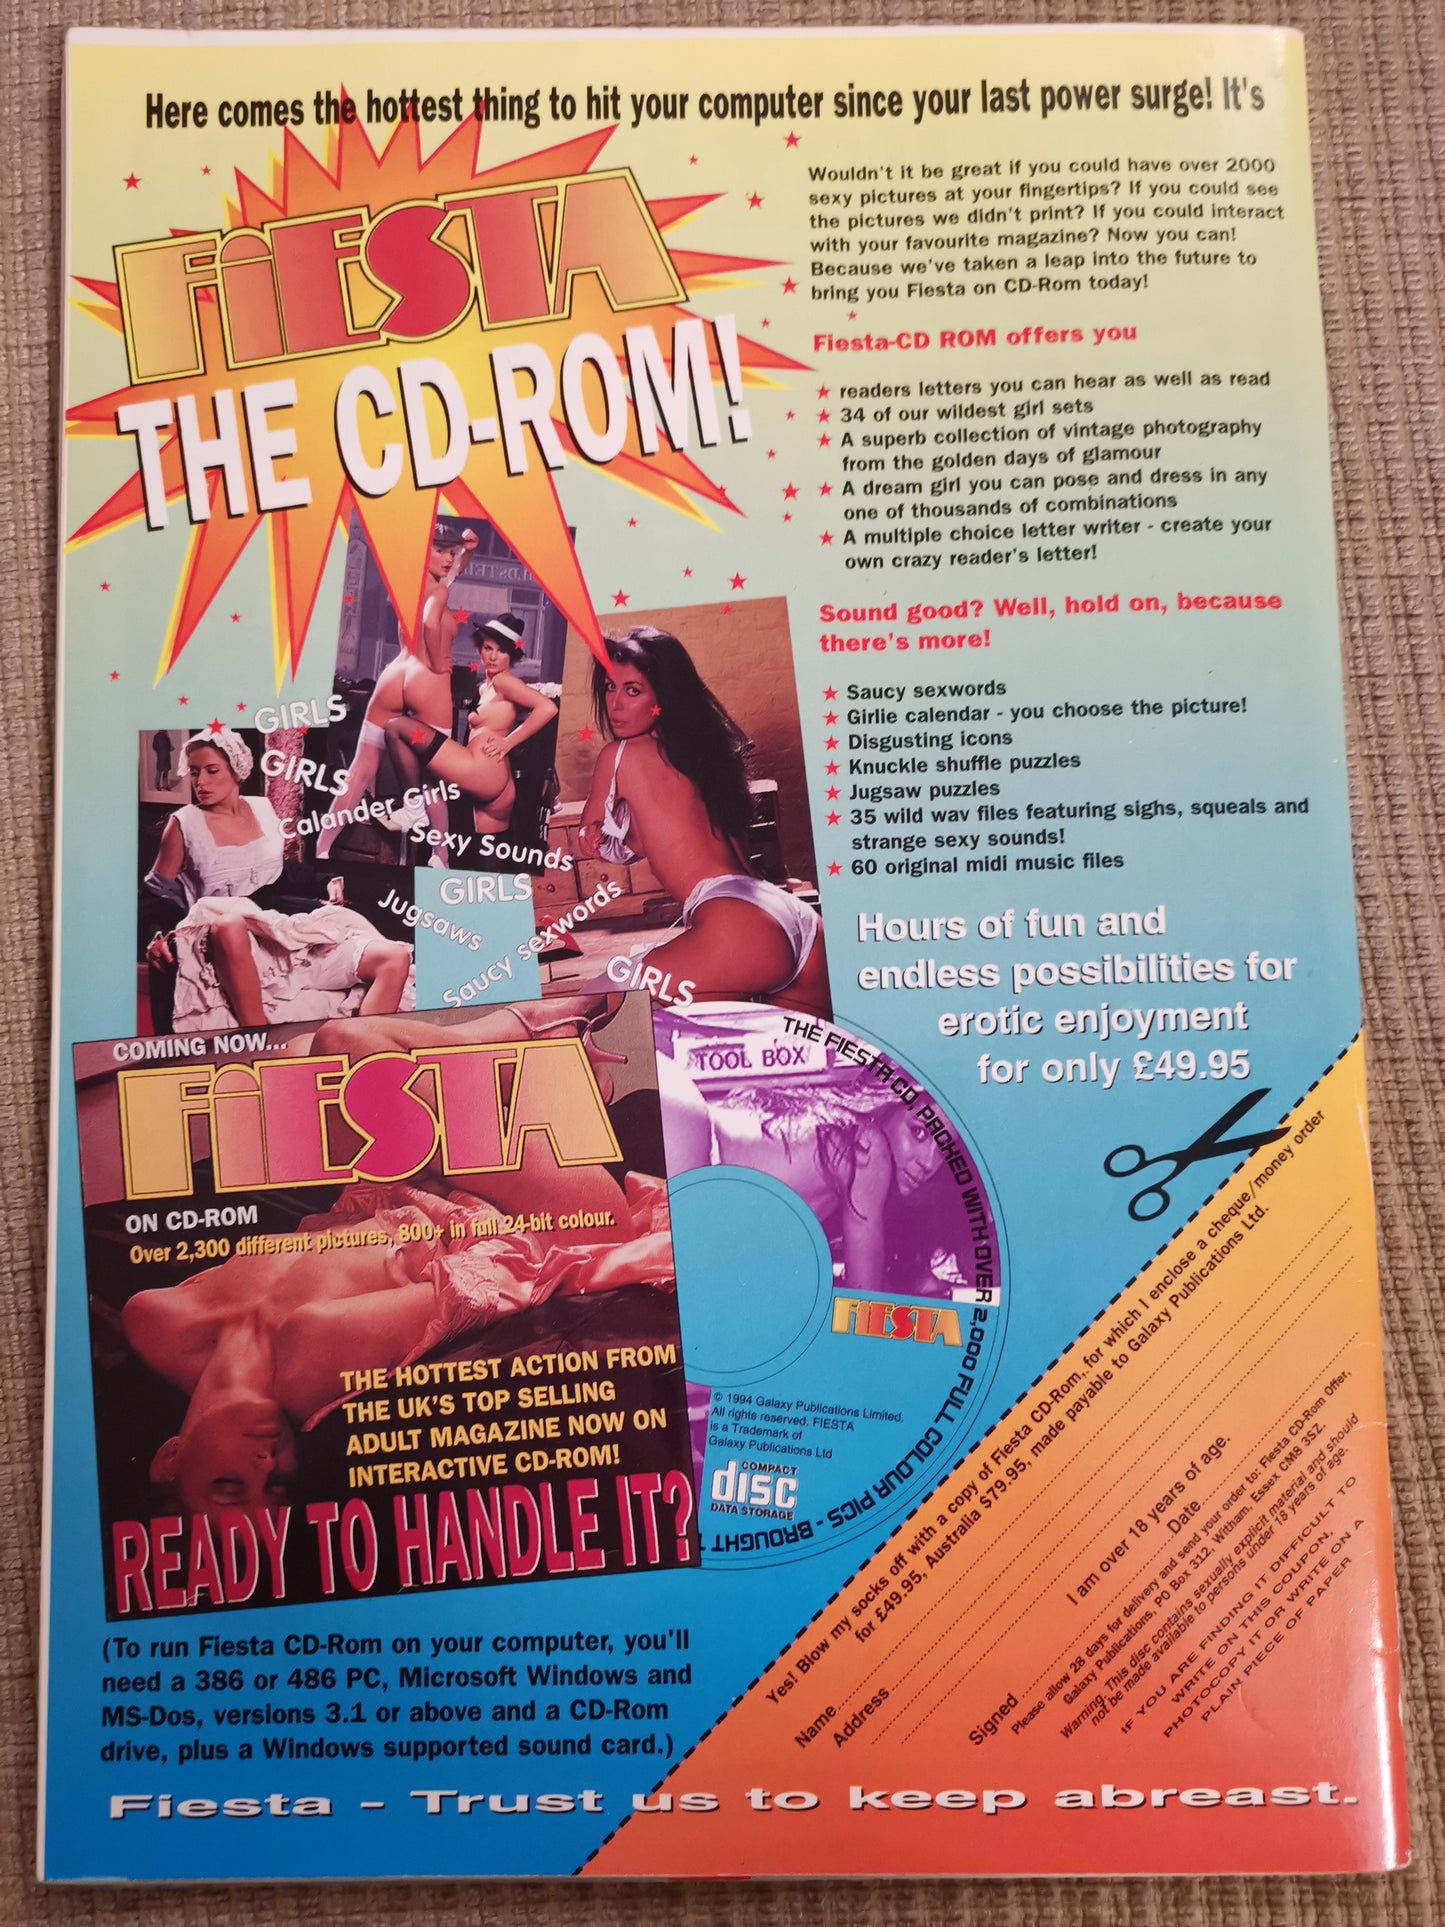 Here comes the hottest thing to hit your computer since your last power surge! It's
FiESTA
THE CD-ROM!
Wouldn't it be great if you could have over 2000
sexy pictures at your fingertips? If you could see
the pictures we didn't print? If you could interact
with your favourite magazine? Now you can!
Because we've taken a leap into the future to
bring you Fiesta on CD-Rom today!
Fiesta-CD ROM offers you
★ readers letters you can hear as well as read
★ 34 of our wildest girl sets
★ A superb collection of vintage photography
from the golden days of glamour
★ A dream girl you can pose and dress in any
one of thousands of combinations
★ A multiple choice letter writer - create your
own crazy reader's letter!
Sound good? Well, hold on, because
there's more!
★ Saucy sexwords
★ Girlie calendar - you choose the picture!
★ Disgusting icons
★ Knuckle shuffle puzzles
★ Jugsaw puzzles
★ 35 wild wav files featuring sighs, squeals and
strange sexy sounds!
★ 60 original midi music files
Hours of fun and
endless possibilities for
erotic enjoyment
for only £49.95
GIRLS
GIRLS
Calander Girls
Sexy Sounds
GIRLS
Jugsaws
Saucy sexwords
GIRLS
COMING NOW...
FiESTA
ON CD-ROM
Over 2,300 different pictures, 800+ in full 24-bit colour.
THE HOTTEST ACTION FROM
THE UK'S TOP SELLING
ADULT MAGAZINE NOW ON
INTERACTIVE CD-ROM!
READY TO HANDLE IT?
TOOL BOX
THE FIESTA CD, PACKED WITH OVER 2,000 FULL COLOUR PICS - BROUGHT
FiESTA
© 1994 Galaxy Publications Limited.
All rights reserved. FIESTA
is a Trademark of
Galaxy Publications Ltd
COMPACT
disc
DATA STORAGE
(To run Fiesta CD-Rom on your computer, you'll
need a 386 or 486 PC, Microsoft Windows and
MS-Dos, versions 3.1 or above and a CD-Rom
drive, plus a Windows supported sound card.)
Yes! Blow my socks off with a copy of Fiesta CD-Rom, for which I enclose a cheque/money order
for £49.95, Australia $79.95, made payable to Galaxy Publications Ltd.
Name
Address
I am over 18 years of age.
Signed Date
Please allow 28 days for delivery and send your order to: Fiesta CD-Rom Offer,
Galaxy Publications, PO Box 312, Witham, Essex CM8 3SZ.
Warning. This disc contains sexually explicit material and should
not be made available to persons under 18 years of age.
IF YOU ARE FINDING IT DIFFICULT TO
WRITE ON THIS COUPON,
PHOTOCOPY IT OR WRITE ON A
PLAIN PIECE OF PAPER
Fiesta - Trust us to keep abreast.